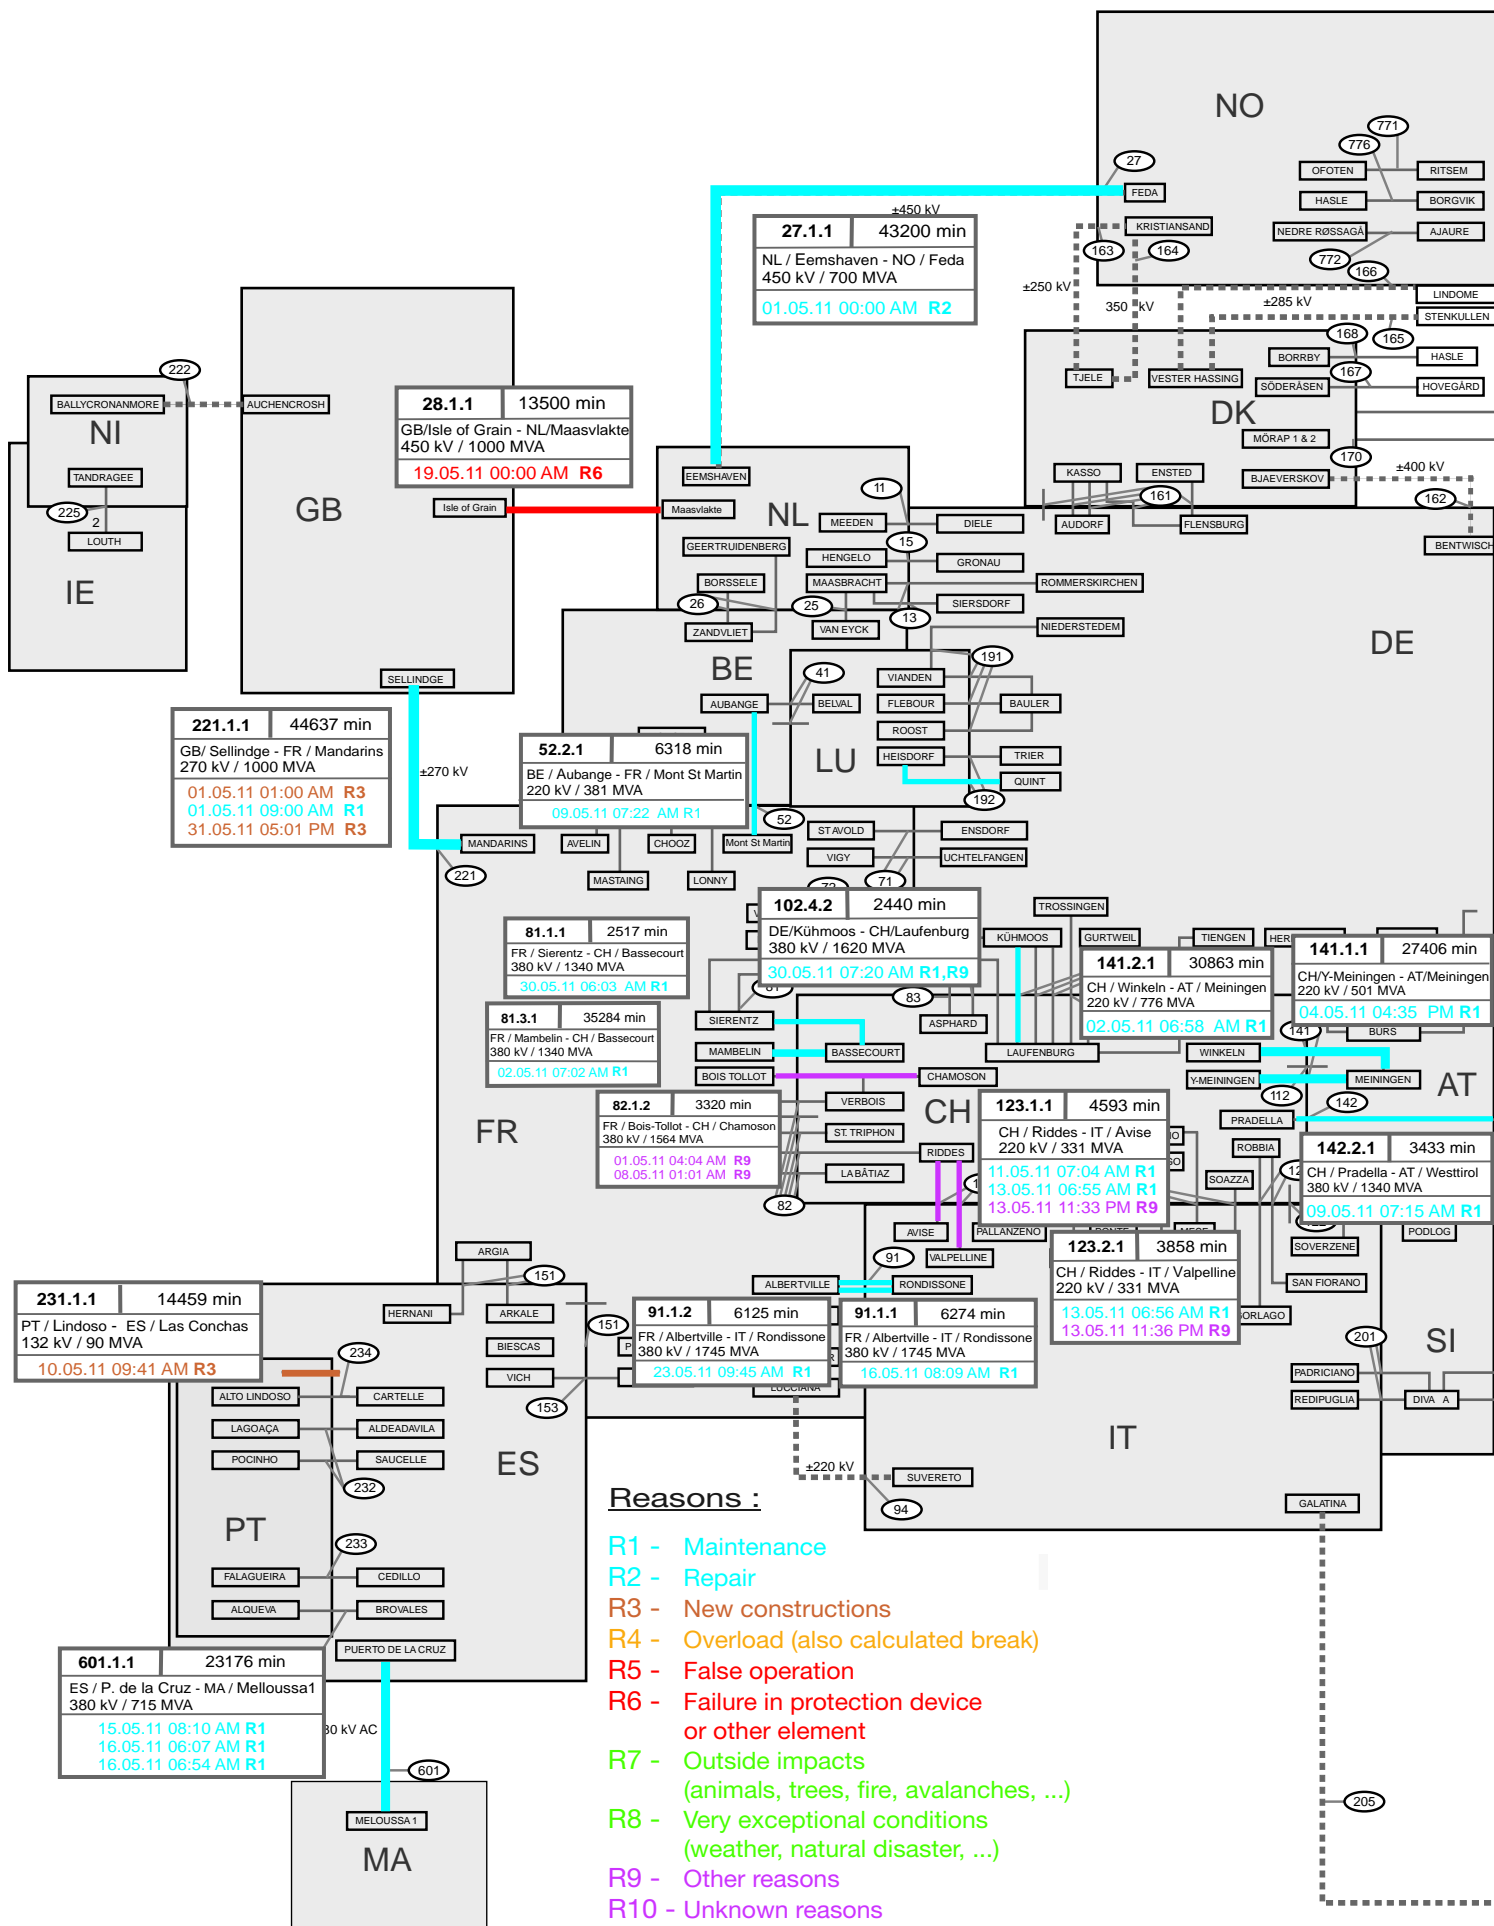 NO
771
776
27
OFOTEN
RITSEM
FEDA
HASLE
BORGVIK
±450 kV
KRISTIANSAND
NEDRE RØSSAGÅ
AJAURE
163
164
772
166
27.1.1 43200 min
NL / Eemshaven - NO / Feda
450 kV / 700 MVA
01.05.11 00:00 AM R2
±250 kV
350 kV
±285 kV
LINDOME
STENKULLEN
168
165
BORRBY
HASLE
167
222
TJELE
VESTER HASSING
SÖDERÅSEN
HOVEGÅRD
BALLYCRONANMORE
AUCHENCROSH
DK
NI
28.1.1 13500 min
GB/Isle of Grain - NL/Maasvlakte
450 kV / 1000 MVA
19.05.11 00:00 AM R6
MÖRAP 1 & 2
170
TANDRAGEE
EEMSHAVEN
KASSO
ENSTED
BJAEVERSKOV
±400 kV
11
161
162
GB
Isle of Grain
Maasvlakte
NL
225
2
MEEDEN
DIELE
AUDORF
FLENSBURG
LOUTH
15
BENTWISCH
GEERTRUIDENBERG
HENGELO
GRONAU
IE
BORSSELE
MAASBRACHT
ROMMERSKIRCHEN
26
25
SIERSDORF
13
ZANDVLIET
VAN EYCK
NIEDERSTEDEM
DE
BE
191
SELLINDGE
41
VIANDEN
AUBANGE
BELVAL
FLEBOUR
BAULER
ROOST
221.1.1 44637 min
GB/ Sellindge - FR / Mandarins
270 kV / 1000 MVA
01.05.11 01:00 AM R3
01.05.11 09:00 AM R1
31.05.11 05:01 PM R3
±270 kV
52.2.1 6318 min
BE / Aubange - FR / Mont St Martin
220 kV / 381 MVA
09.05.11 07:22 AM R1
LU
HEISDORF
TRIER
QUINT
192
52
MANDARINS
AVELIN
CHOOZ
Mont St Martin
ST AVOLD
ENSDORF
VIGY
UCHTELFANGEN
221
MASTAING
LONNY
72
71
102.4.2 2440 min
DE/Kühmoos - CH/Laufenburg
380 kV / 1620 MVA
30.05.11 07:20 AM R1,R9
TROSSINGEN
81.1.1 2517 min
FR / Sierentz - CH / Bassecourt
380 kV / 1340 MVA
30.05.11 06:03 AM R1
KÜHMOOS
GURTWEIL
TIENGEN
141.1.1 27406 min
CH/Y-Meiningen - AT/Meiningen
220 kV / 501 MVA
04.05.11 04:35 PM R1
141.2.1 30863 min
CH / Winkeln - AT / Meiningen
220 kV / 776 MVA
02.05.11 06:58 AM R1
81
83
81.3.1 35284 min
FR / Mambelin - CH / Bassecourt
380 kV / 1340 MVA
02.05.11 07:02 AM R1
SIERENTZ
ASPHARD
141
BURS
MAMBELIN
BASSECOURT
LAUFENBURG
WINKELN
BOIS TOLLOT
CHAMOSON
Y-MEININGEN
MEININGEN
AT
112
142
82.1.2 3320 min
FR / Bois-Tollot - CH / Chamoson
380 kV / 1564 MVA
01.05.11 04:04 AM R9
08.05.11 01:01 AM R9
VERBOIS
CH
123.1.1 4593 min
CH / Riddes - IT / Avise
220 kV / 331 MVA
11.05.11 07:04 AM R1
13.05.11 06:55 AM R1
13.05.11 11:33 PM R9
PRADELLA
FR
ST. TRIPHON
RIDDES
ROBBIA
142.2.1 3433 min
CH / Pradella - AT / Westtirol
380 kV / 1340 MVA
09.05.11 07:15 AM R1
LA BÂTIAZ
SOAZZA
82
AVISE
PALLANZENO
PODLOG
VALPELLINE
SOVERZENE
ARGIA
91
123.2.1 3858 min
CH / Riddes - IT / Valpelline
220 kV / 331 MVA
13.05.11 06:56 AM R1
13.05.11 11:36 PM R9
151
ALBERTVILLE
RONDISSONE
SAN FIORANO
231.1.1 14459 min
PT / Lindoso - ES / Las Conchas
132 kV / 90 MVA
10.05.11 09:41 AM R3
HERNANI
ARKALE
91.1.2 6125 min
FR / Albertville - IT / Rondissone
380 kV / 1745 MVA
23.05.11 09:45 AM R1
91.1.1 6274 min
FR / Albertville - IT / Rondissone
380 kV / 1745 MVA
16.05.11 08:09 AM R1
151
201
SI
BIESCAS
234
VICH
PADRICIANO
ALTO LINDOSO
CARTELLE
LUCCIANA
REDIPUGLIA
DIVA A
153
LAGOAÇA
ALDEADAVILA
IT
POCINHO
SAUCELLE
ES
±220 kV
SUVERETO
232
94
GALATINA
PT
233
FALAGUEIRA
CEDILLO
ALQUEVA
BROVALES
PUERTO DE LA CRUZ
601.1.1 23176 min
ES / P. de la Cruz - MA / Melloussa1
380 kV / 715 MVA
15.05.11 08:10 AM R1
16.05.11 06:07 AM R1
16.05.11 06:54 AM R1
kV AC
601
MELOUSSA 1
MA
205
Reasons :
R1 - Maintenance
R2 - Repair
R3 - New constructions
R4 - Overload (also calculated break)
R5 - False operation
R6 - Failure in protection device
or other element
R7 - Outside impacts
(animals, trees, fire, avalanches, ...)
R8 - Very exceptional conditions
(weather, natural disaster, ...)
R9 - Other reasons
R10 - Unknown reasons